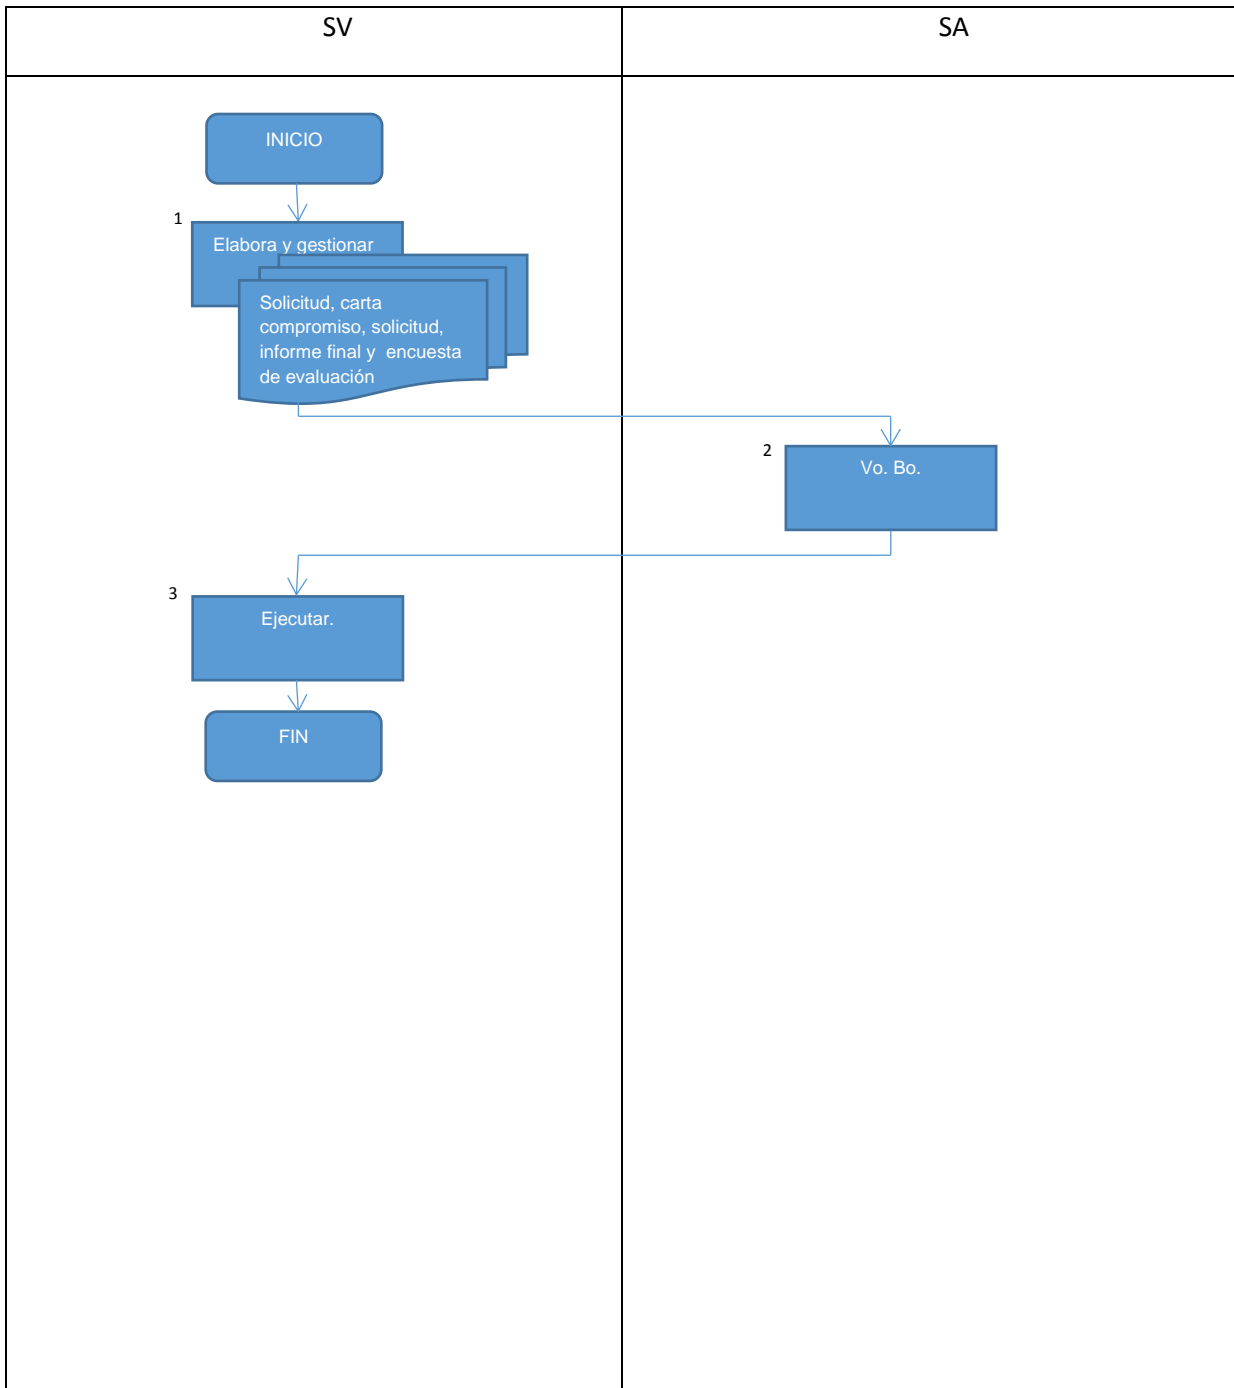 SV
SA
INICIO
1
Elabora y gestionar
Solicitud, carta
compromiso, solicitud,
informe final y  encuesta
de evaluación
2
Vo. Bo.
3
Ejecutar.
FIN